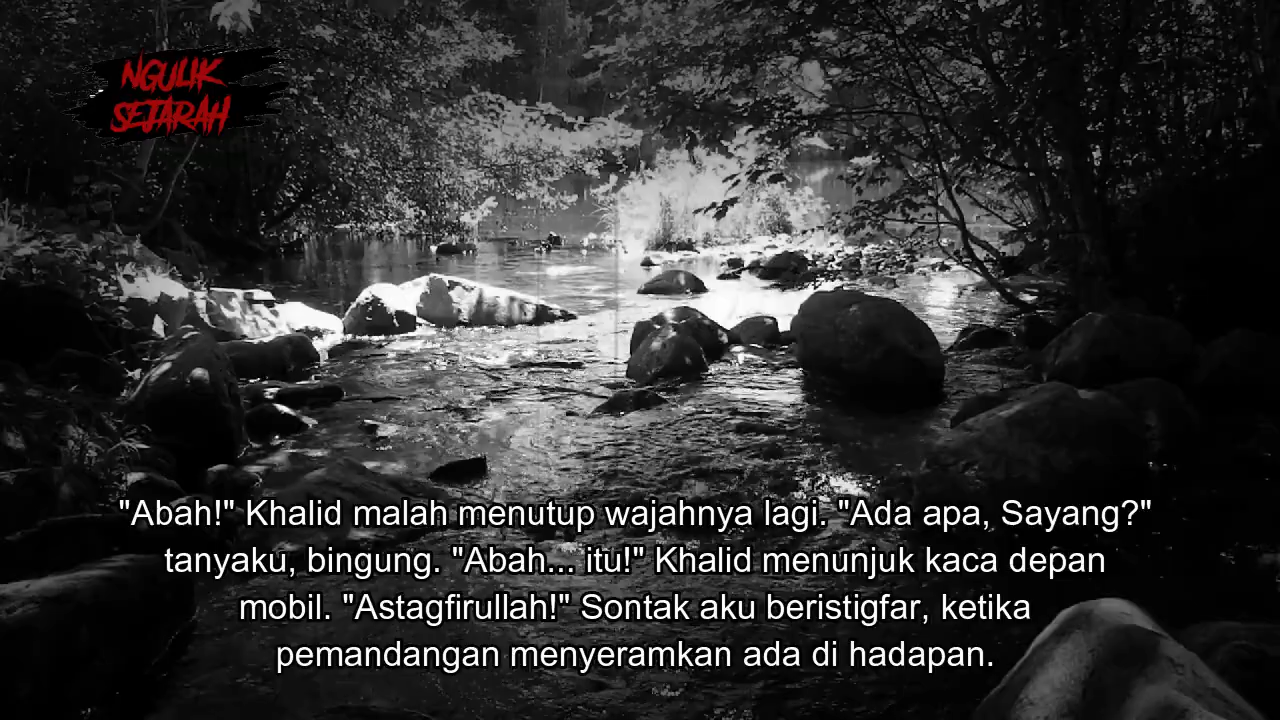 NGULIK
SEJARAH
"Abah!" Khalid malah menutup wajahnya lagi. "Ada apa, Sayang?"
tanyaku, bingung. "Abah... itu!" Khalid menunjuk kaca depan
mobil. "Astagfirullah!" Sontak aku beristigfar, ketika
pemandangan menyeramkan ada di hadapan.